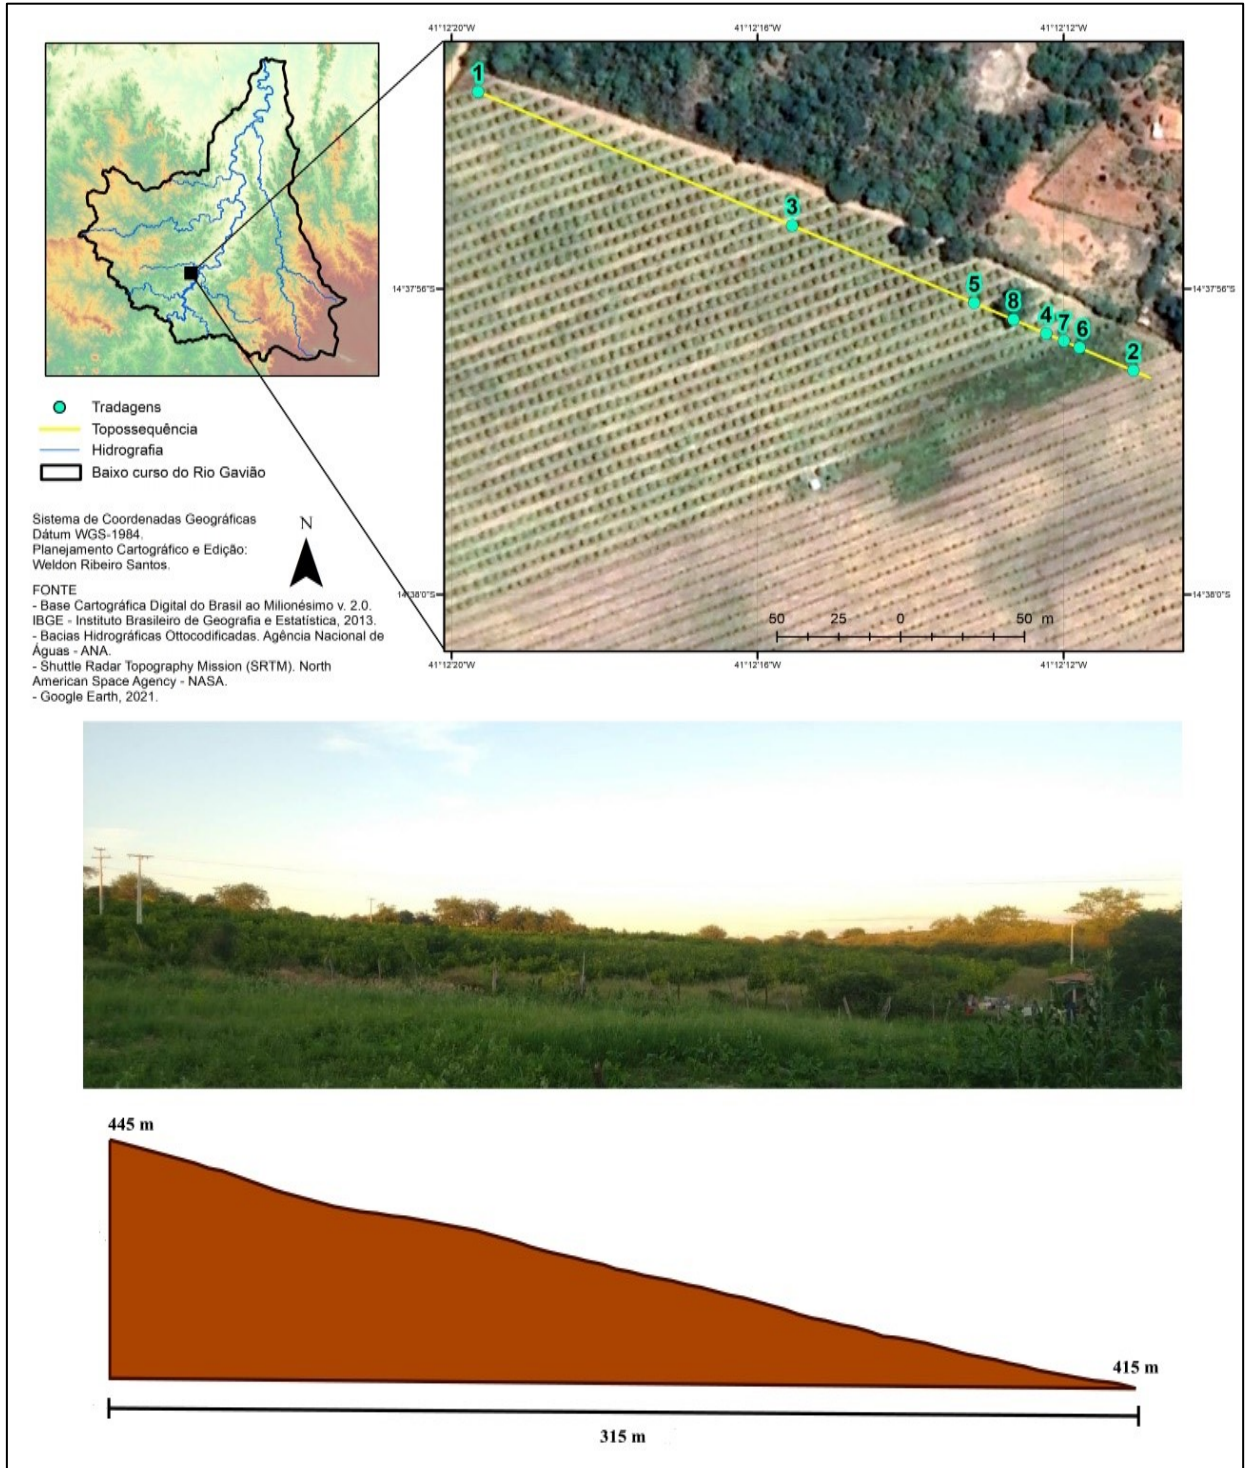 41°12'20"W
41°12'16"W
41°12'12"W
1
3
5
8
4
7
6
2
14°37'56"S
14°37'56"S
14°38'0"S
14°38'0"S
50 25 0 50 m
41°12'20"W
41°12'16"W
41°12'12"W
Tradagens
Topossequência
Hidrografia
Baixo curso do Rio Gavião
Sistema de Coordenadas Geográficas
Dátum WGS-1984.
Planejamento Cartográfico e Edição:
Weldon Ribeiro Santos.
N
FONTE
- Base Cartográfica Digital do Brasil ao Milionésimo v. 2.0.
IBGE - Instituto Brasileiro de Geografia e Estatística, 2013.
- Bacias Hidrográficas Ottocodificadas. Agência Nacional de
Águas - ANA.
- Shuttle Radar Topography Mission (SRTM). North
American Space Agency - NASA.
- Google Earth, 2021.
445 m
415 m
315 m